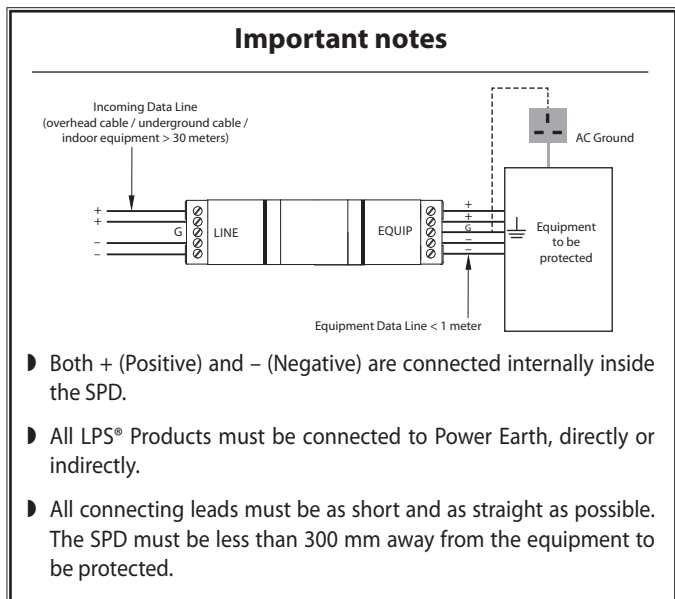 Important notes
Incoming Data Line
(overhead cable / underground cable /
indoor equipment > 30 meters)
AC Ground
+
+
G
–
–
LINE
EQUIP
+
+
G
–
–
Equipment
to be
protected
Equipment Data Line < 1 meter
Both + (Positive) and – (Negative) are connected internally inside
the SPD.
All LPS® Products must be connected to Power Earth, directly or
indirectly.
All connecting leads must be as short and as straight as possible.
The SPD must be less than 300 mm away from the equipment to
be protected.